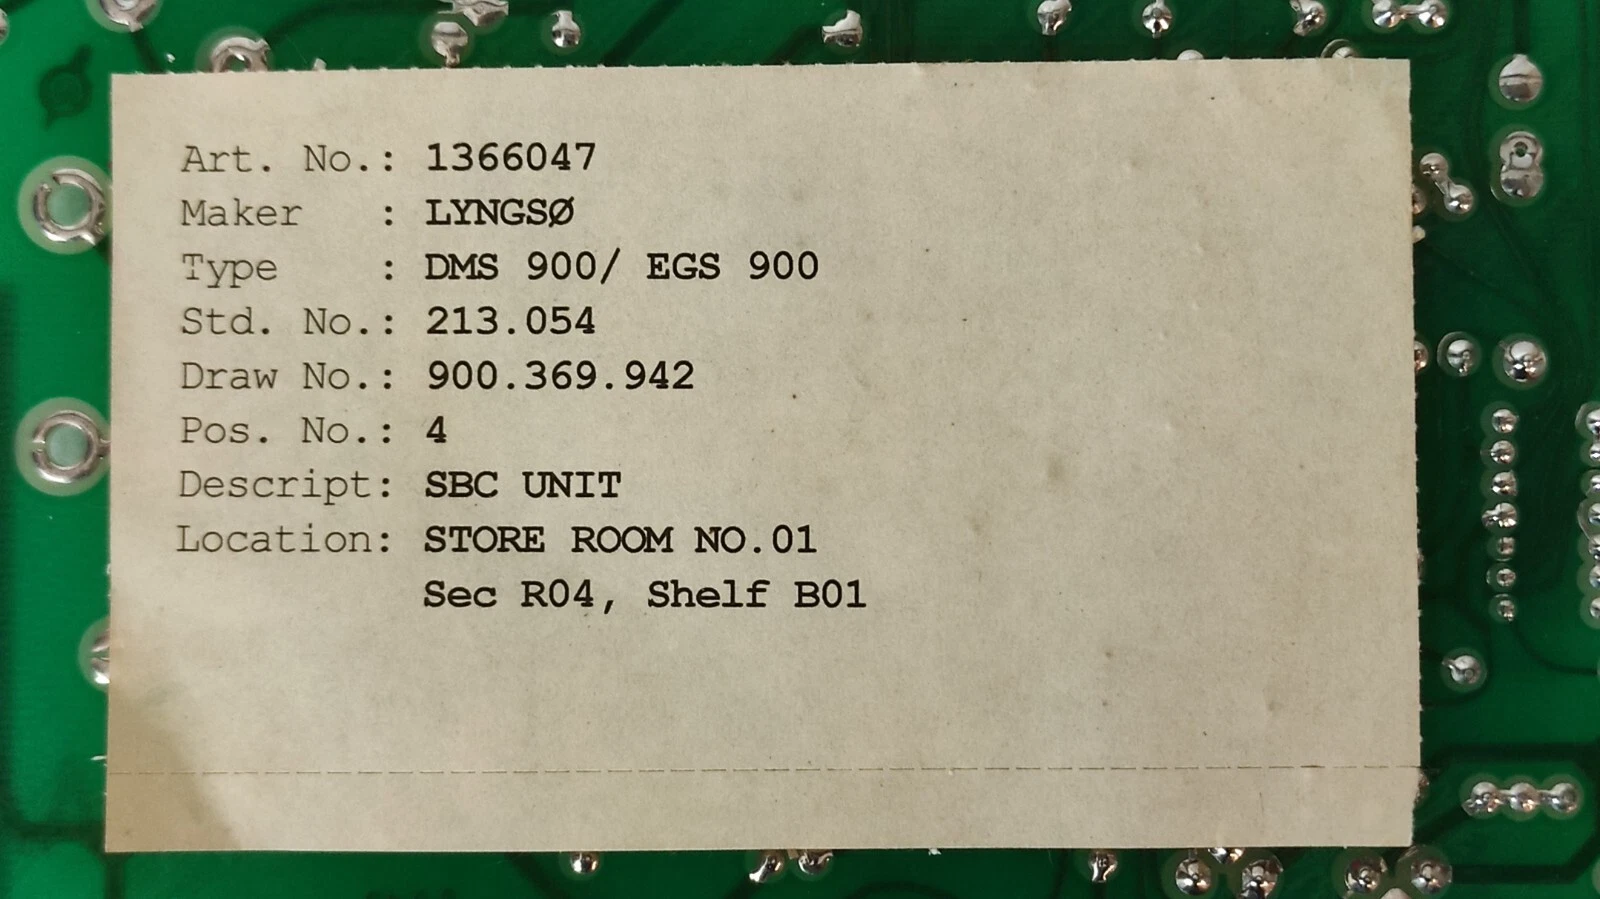 Art. No.: 1366047
Maker   : LYNGSØ
Type    : DMS 900/ EGS 900
Std. No.: 213.054
Draw No.: 900.369.942
Pos. No.: 4
Descript: SBC UNIT
Location: STORE ROOM NO.01
Sec R04, Shelf B01